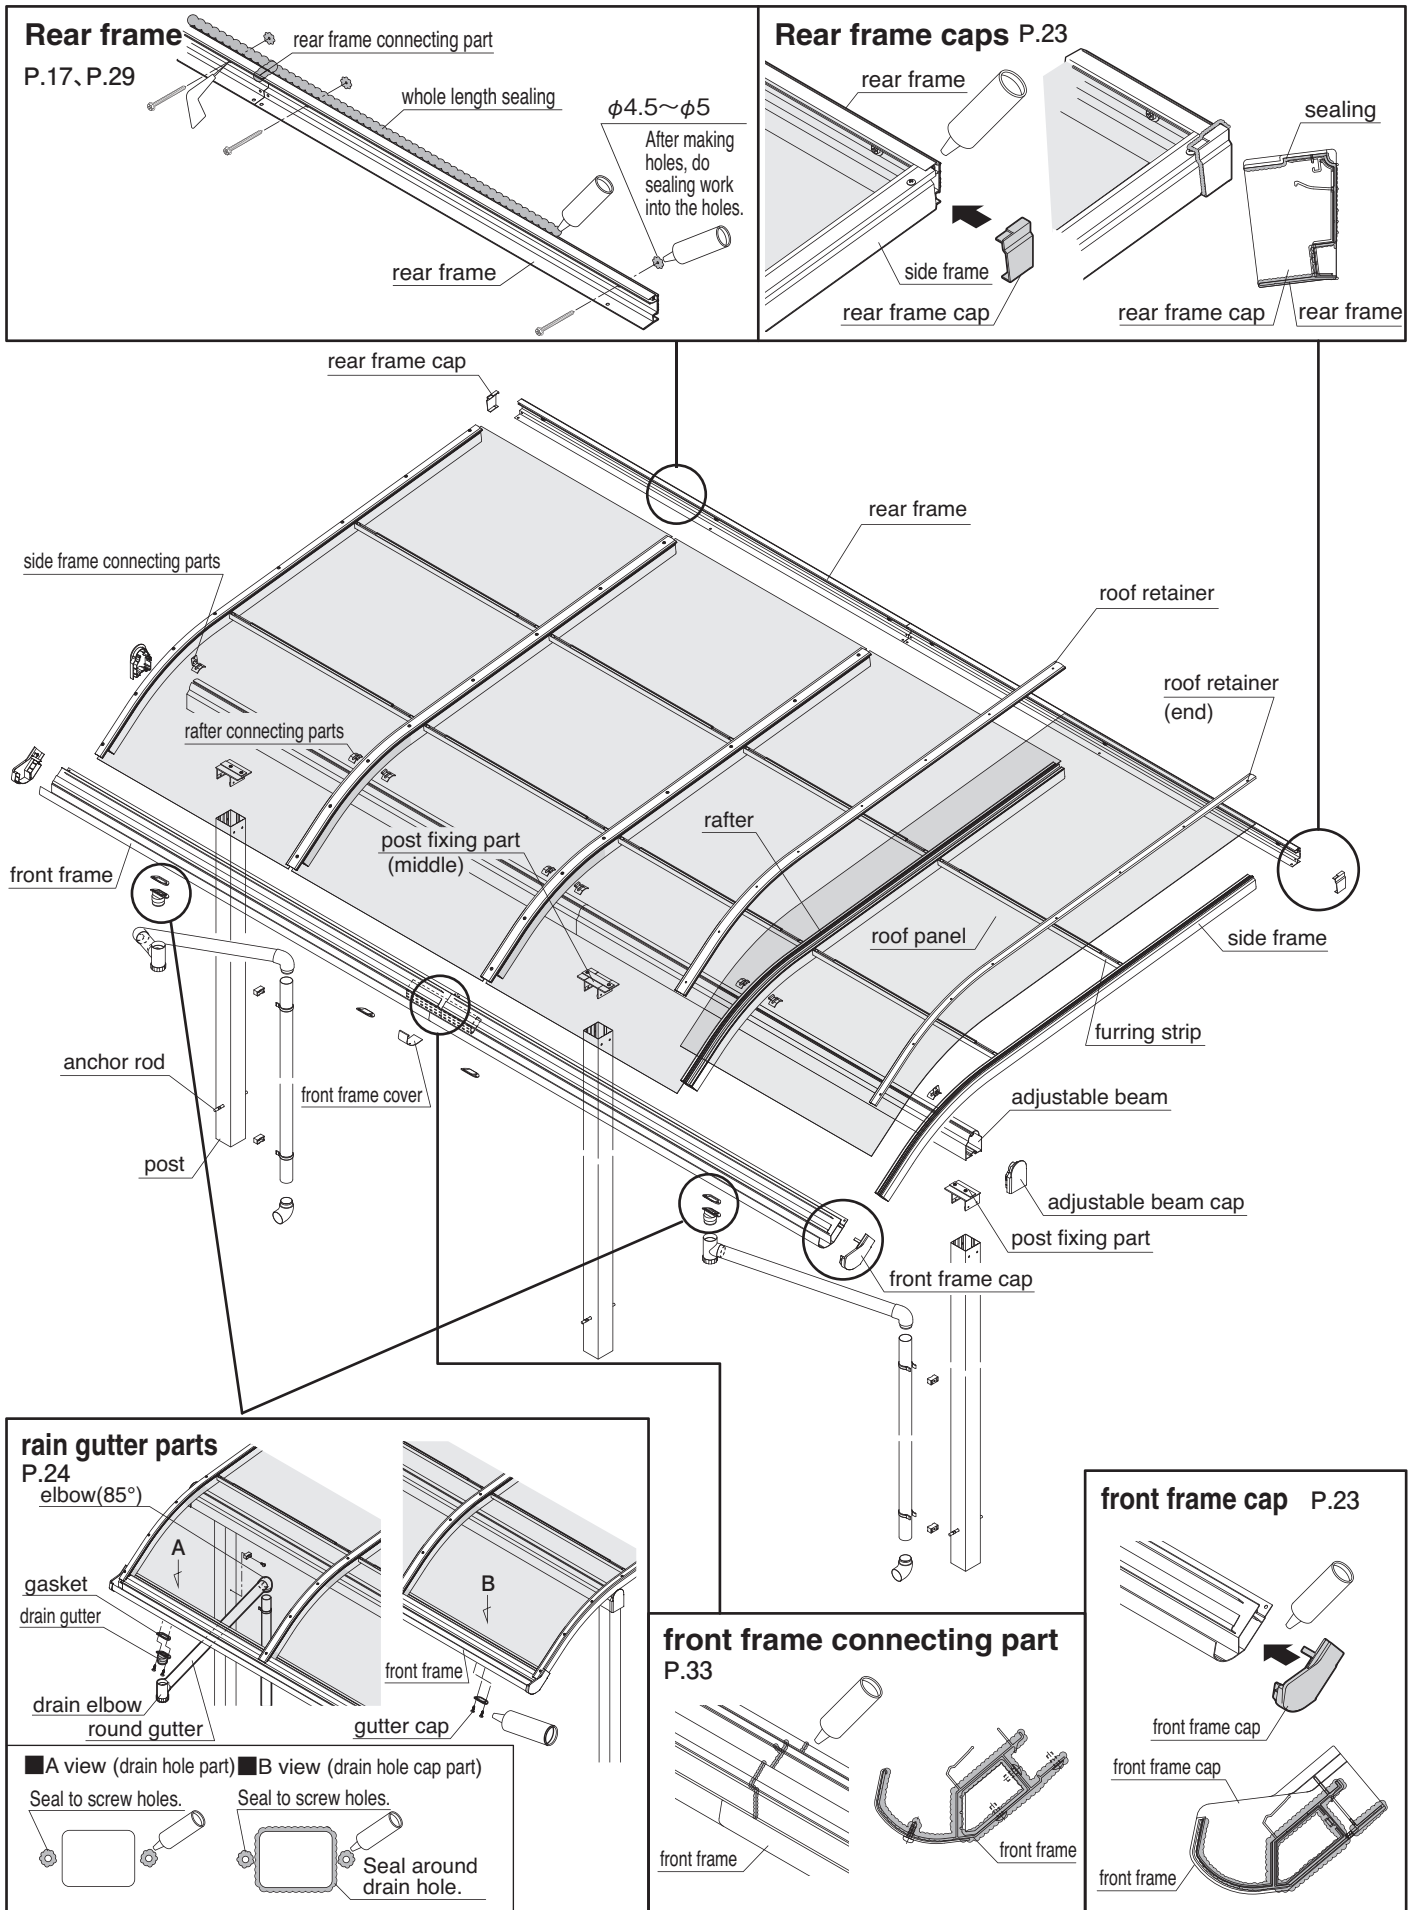 Rear frame
P.17、P.29
rear frame connecting part
whole length sealing
φ4.5～φ5
After making
holes, do
sealing work
into the holes.
rear frame
Rear frame caps P.23
rear frame
sealing
side frame
rear frame cap
rear frame cap
rear frame
rear frame cap
rear frame
side frame connecting parts
roof retainer
roof retainer
(end)
rafter connecting parts
rafter
post fixing part
(middle)
front frame
roof panel
side frame
furring strip
anchor rod
front frame cover
adjustable beam
post
adjustable beam cap
post fixing part
front frame cap
rain gutter parts
P.24
elbow(85°)
A
gasket
drain gutter
drain elbow
round gutter
B
front frame
gutter cap
■A view (drain hole part) ■B view (drain hole cap part)
Seal to screw holes.
Seal to screw holes.
Seal around
drain hole.
front frame connecting part
P.33
front frame
front frame
front frame cap P.23
front frame cap
front frame cap
front frame